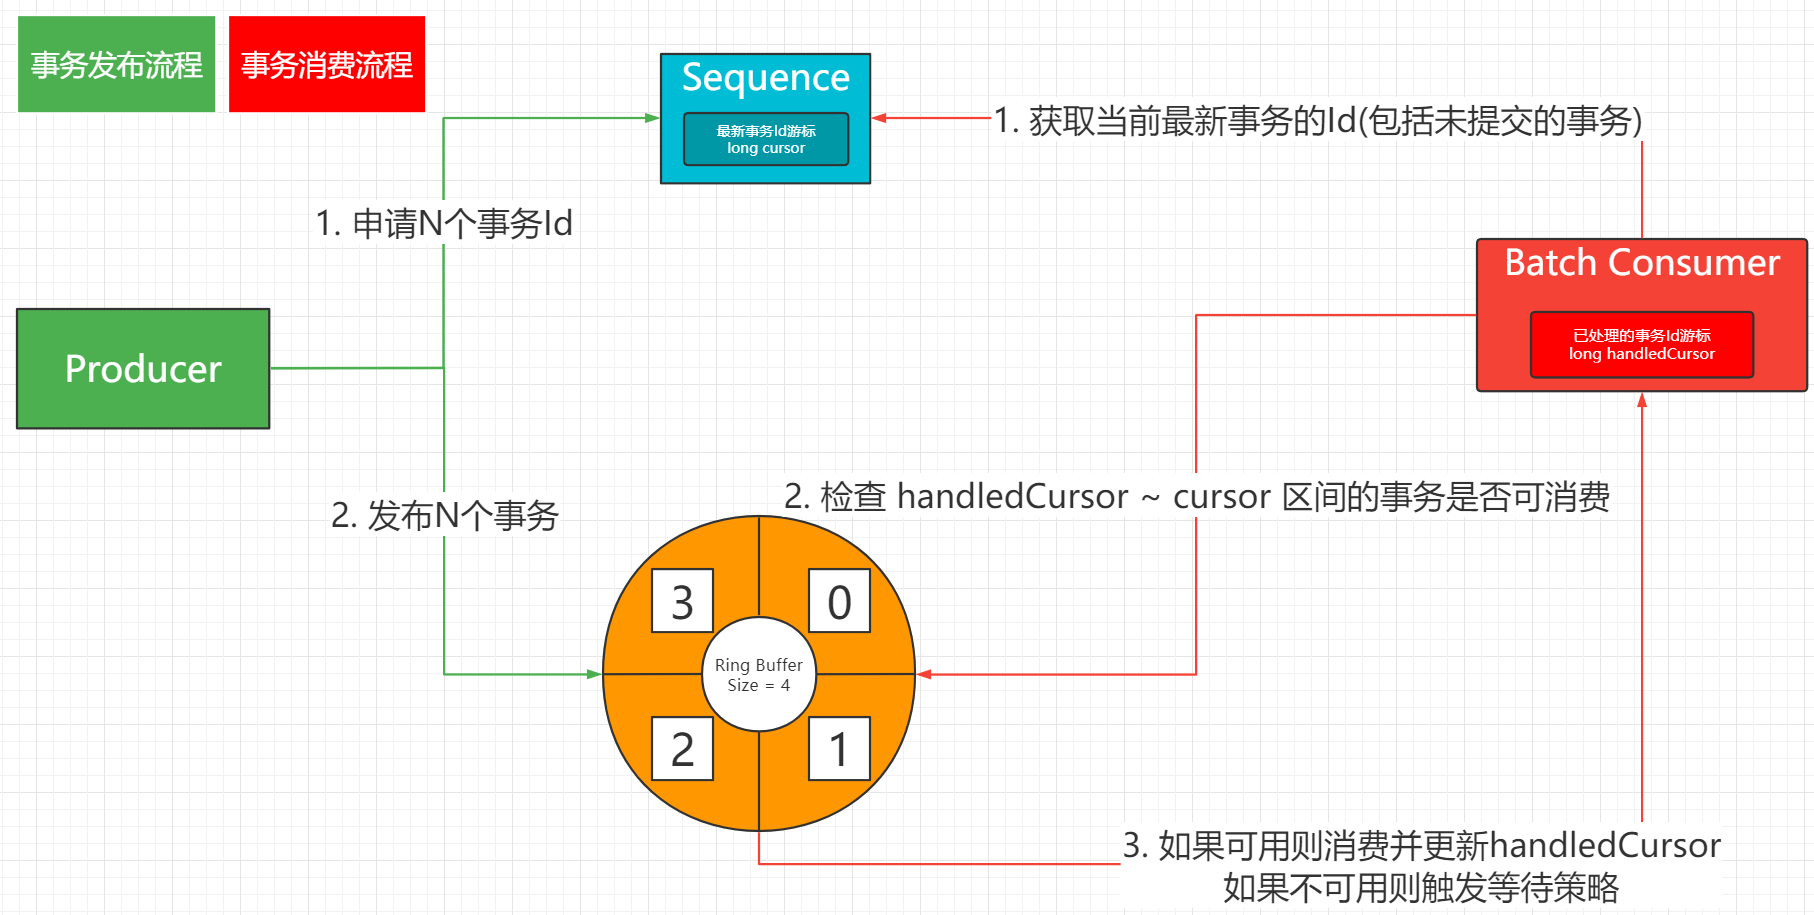 事务发布流程
事务消费流程
Sequence
最新事务Id游标
long cursor
1. 获取当前最新事务的Id(包括未提交的事务)
1. 申请N个事务Id
Batch Consumer
已处理的事务Id游标
long handledCursor
Producer
2. 检查 handledCursor ~ cursor 区间的事务是否可消费
2. 发布N个事务
3
0
Ring Buffer
Size = 4
2
1
3. 如果可用则消费并更新handledCursor
如果不可用则触发等待策略